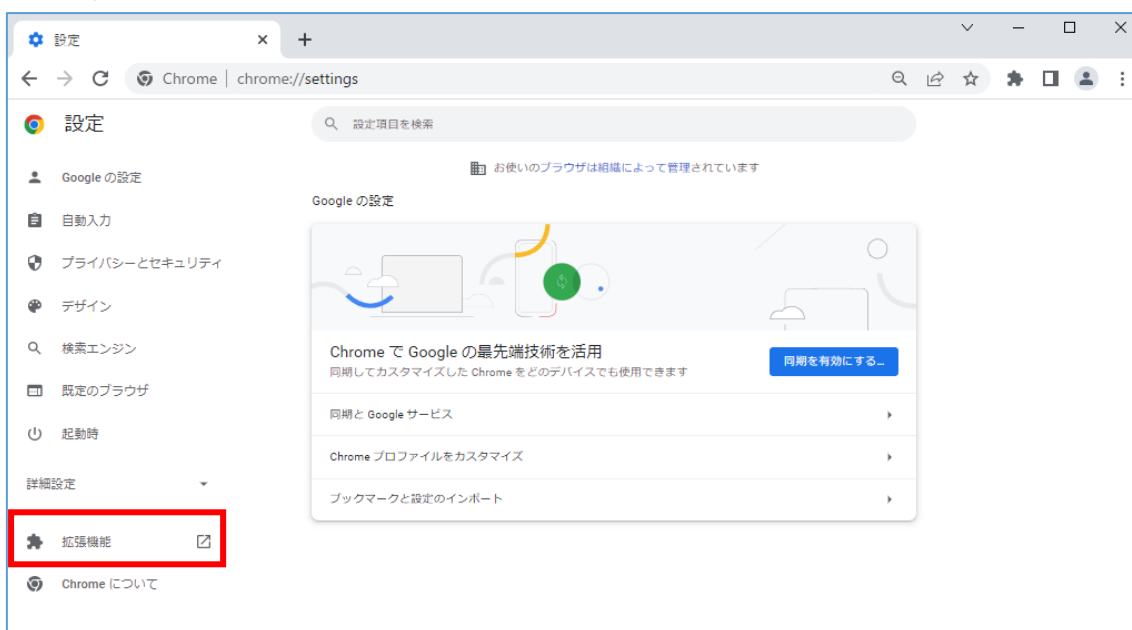 設定
Chrome | chrome://settings
設定
設定項目を検索
お使いのブラウザは組織によって管理されています
Google の設定
自動入力
プライバシーとセキュリティ
デザイン
検索エンジン
既定のブラウザ
起動時
詳細設定
拡張機能
Chrome について
Google の設定
Chrome で Google の最先端技術を活用
同期してカスタマイズした Chrome をどのデバイスでも使用できます
同期を有効にする...
同期と Google サービス
Chrome プロファイルをカスタマイズ
ブックマークと設定のインポート